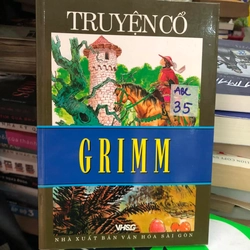 TRUYỆN CỔ
ABC
35
GRIMM
VHSG
NHÀ XUẤT BẢN VĂN HÓA SÀI GÒN